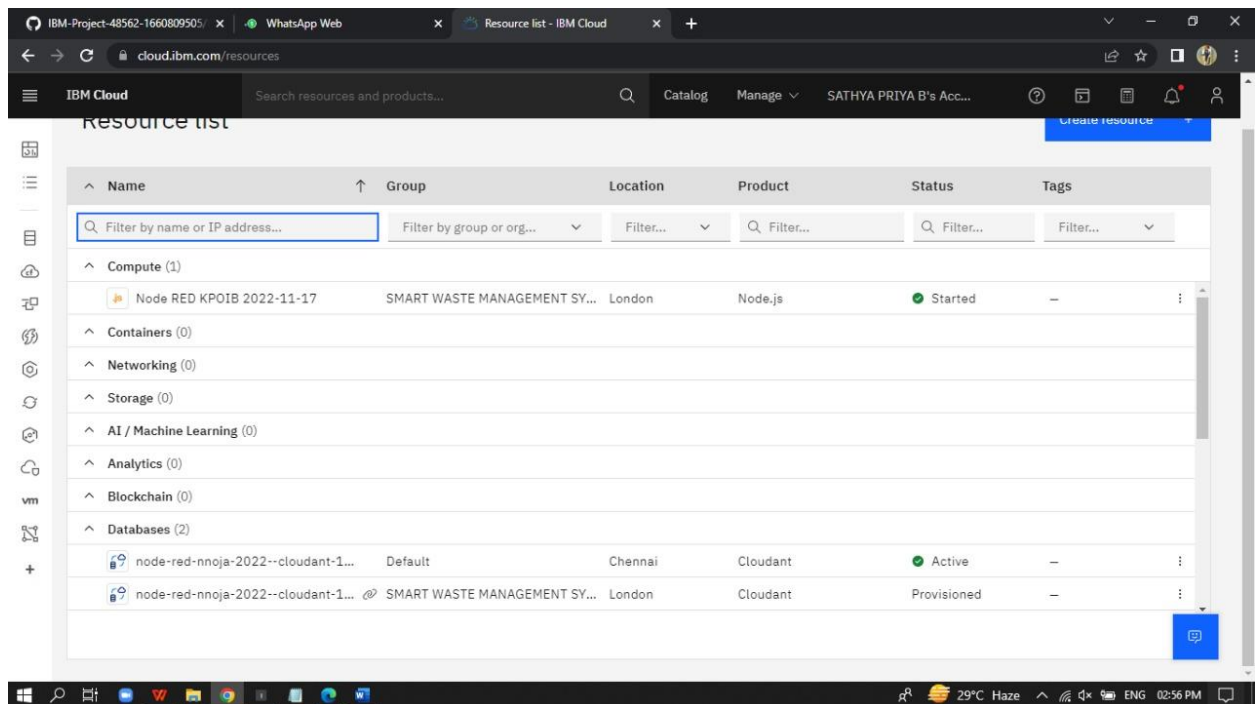 IBM-Project-48562-1660809505/ WhatsApp Web Resource list - IBM Cloud
cloud.ibm.com/resources
IBM Cloud Search resources and products... Catalog Manage SATHYA PRIYA B's Acc...
Resource list Create resource +
Name Group Location Product Status Tags
Filter by name or IP address... Filter by group or org... Filter... Filter... Filter... Filter...
Compute (1)
Node RED KPOIB 2022-11-17 SMART WASTE MANAGEMENT SY... London Node.js Started –
Containers (0)
Networking (0)
Storage (0)
AI / Machine Learning (0)
Analytics (0)
Blockchain (0)
vm
Databases (2)
node-red-nnoja-2022--cloudant-1... Default Chennai Cloudant Active –
node-red-nnoja-2022--cloudant-1... SMART WASTE MANAGEMENT SY... London Cloudant Provisioned –
29°C Haze ENG 02:56 PM